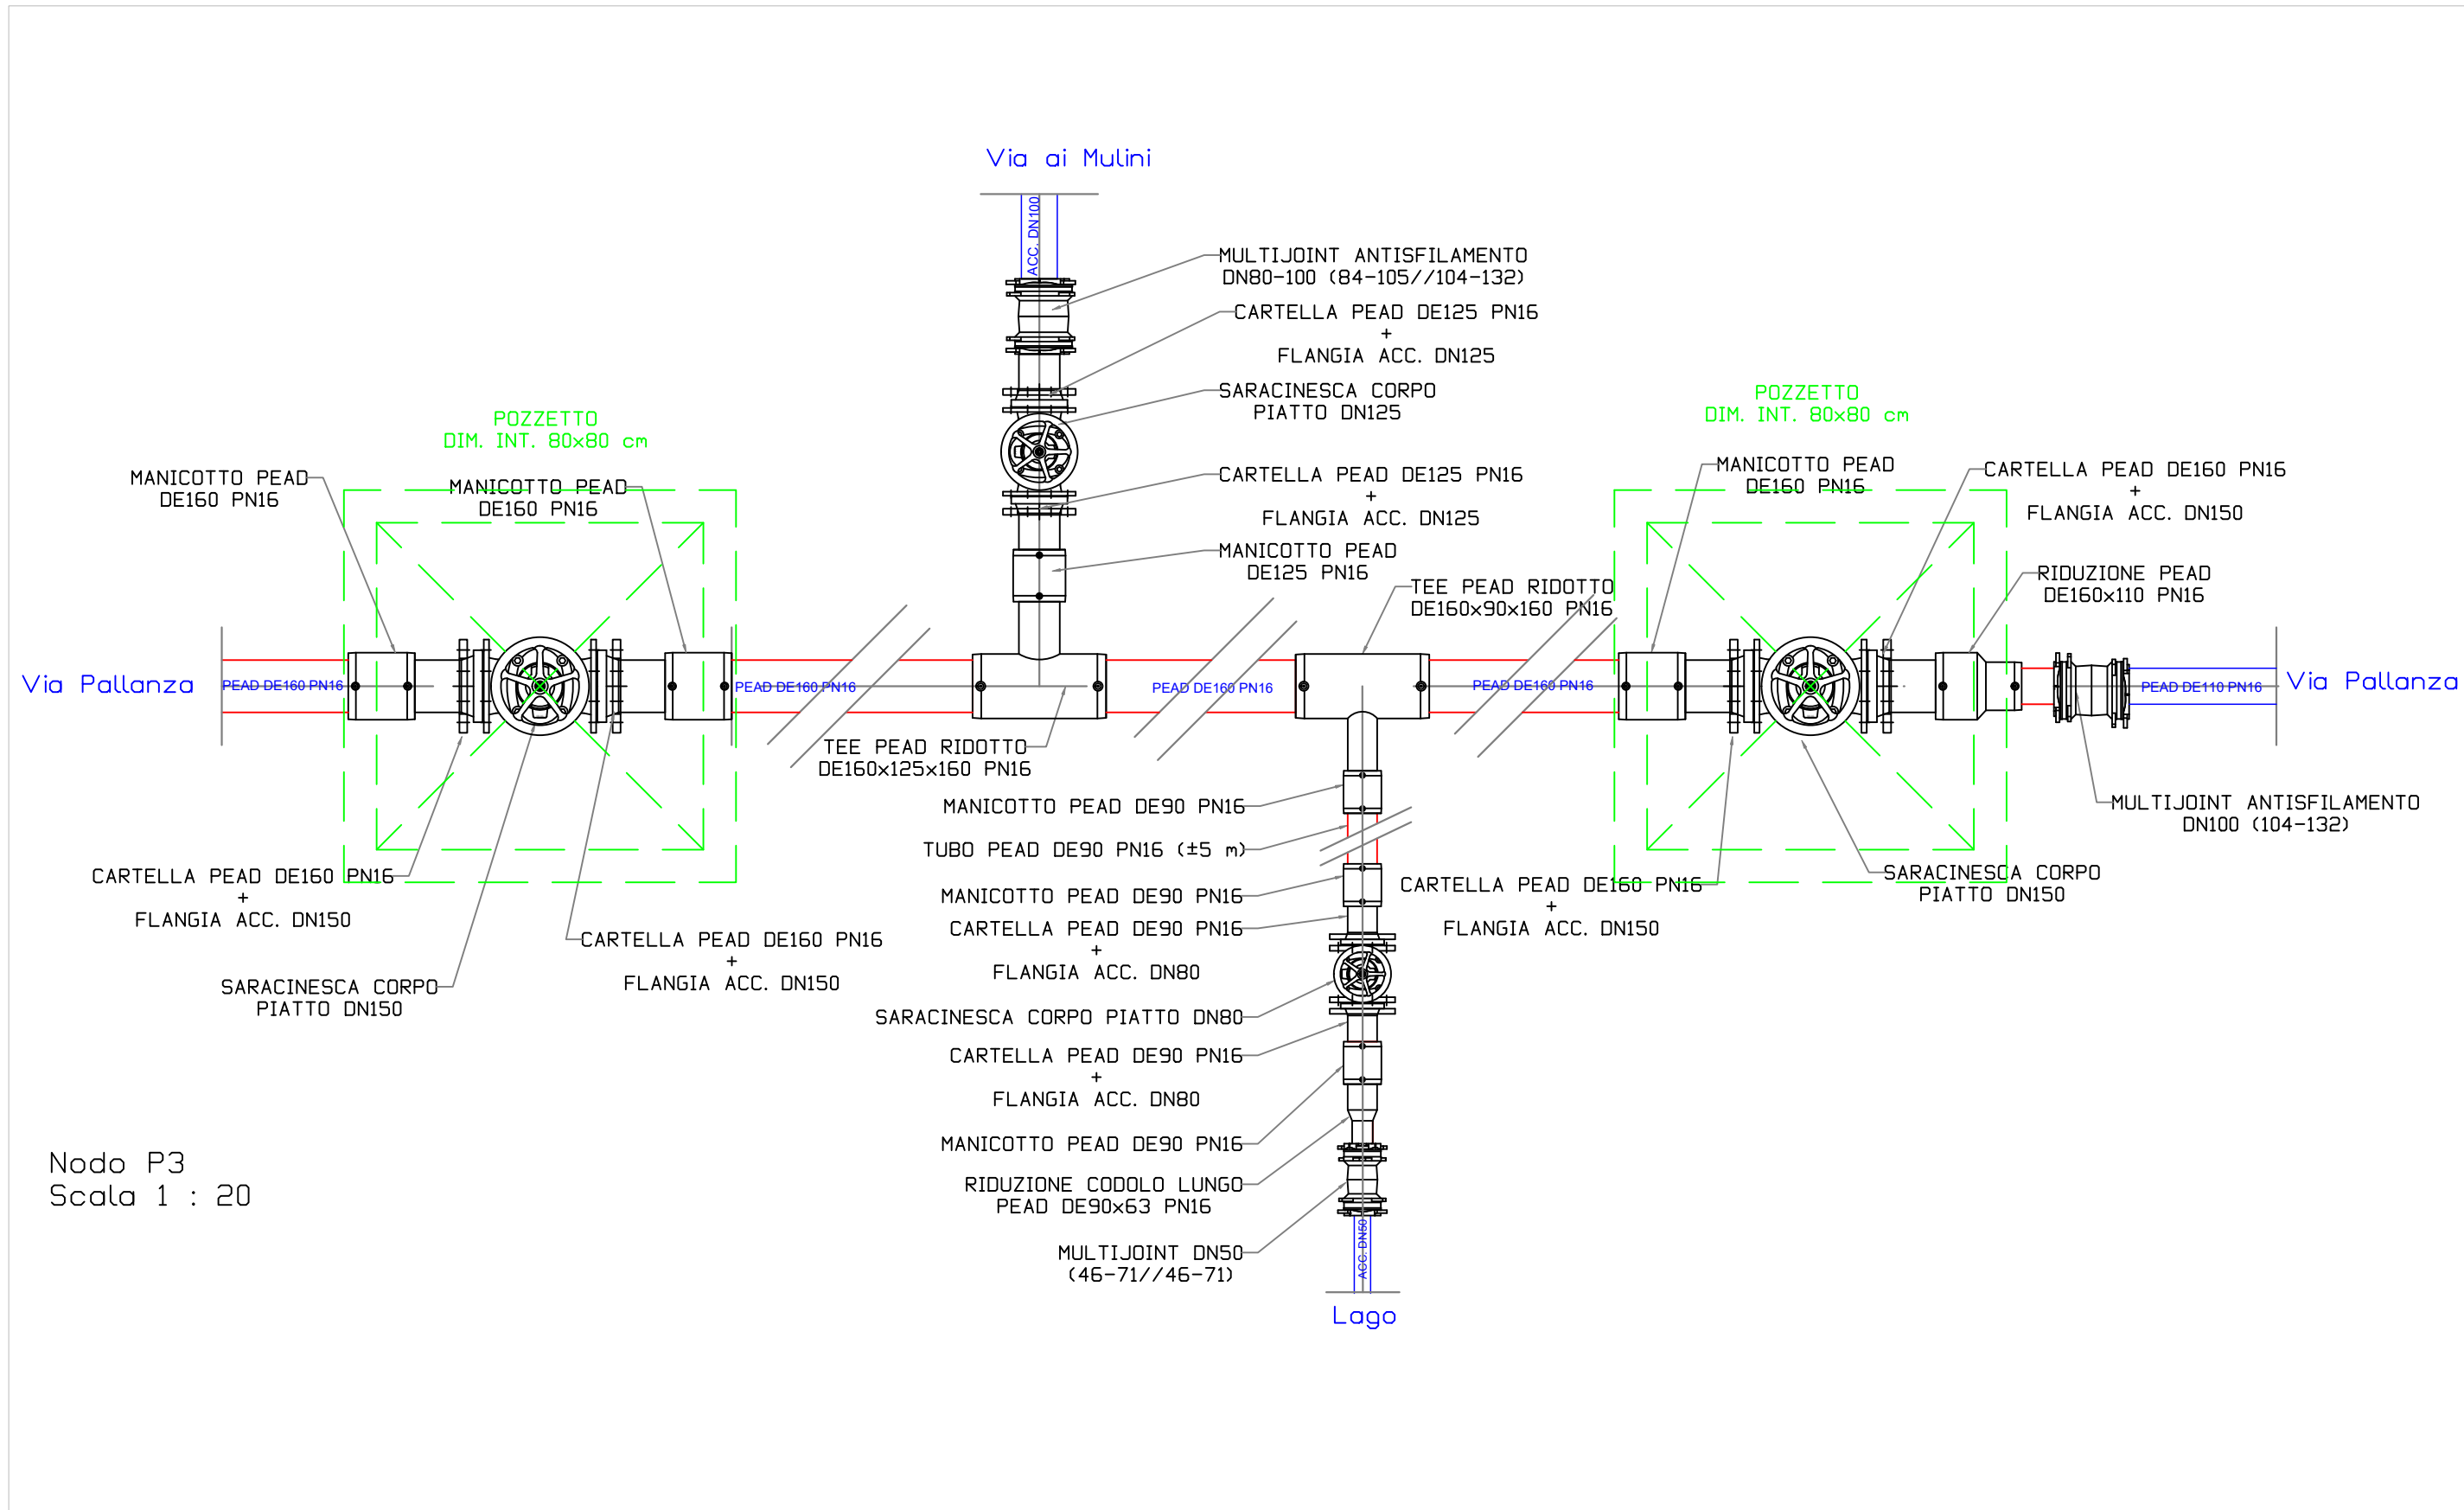 Via ai Mulini
ACC. DN100
MULTIJOINT ANTISFILAMENTO
DN80-100 (84-105//104-132)
CARTELLA PEAD DE125 PN16
+
FLANGIA ACC. DN125
SARACINESCA CORPO
PIATTO DN125
CARTELLA PEAD DE125 PN16
+
FLANGIA ACC. DN125
MANICOTTO PEAD
DE125 PN16
POZZETTO
DIM. INT. 80x80 cm
MANICOTTO PEAD
DE160 PN16
MANICOTTO PEAD
DE160 PN16
Via Pallanza
PEAD DE160 PN16
PEAD DE160 PN16
PEAD DE160 PN16
PEAD DE160 PN16
PEAD DE110 PN16
Via Pallanza
POZZETTO
DIM. INT. 80x80 cm
MANICOTTO PEAD
DE160 PN16
CARTELLA PEAD DE160 PN16
+
FLANGIA ACC. DN150
RIDUZIONE PEAD
DE160x110 PN16
TEE PEAD RIDOTTO
DE160x90x160 PN16
TEE PEAD RIDOTTO
DE160x125x160 PN16
MULTIJOINT ANTISFILAMENTO
DN100 (104-132)
SARACINESCA CORPO
PIATTO DN150
CARTELLA PEAD DE160 PN16
+
FLANGIA ACC. DN150
CARTELLA PEAD DE160 PN16
+
FLANGIA ACC. DN150
CARTELLA PEAD DE160 PN16
+
FLANGIA ACC. DN150
SARACINESCA CORPO
PIATTO DN150
MANICOTTO PEAD DE90 PN16
TUBO PEAD DE90 PN16 (±5 m)
MANICOTTO PEAD DE90 PN16
CARTELLA PEAD DE90 PN16
+
FLANGIA ACC. DN80
SARACINESCA CORPO PIATTO DN80
CARTELLA PEAD DE90 PN16
+
FLANGIA ACC. DN80
MANICOTTO PEAD DE90 PN16
RIDUZIONE CODOLO LUNGO
PEAD DE90x63 PN16
MULTIJOINT DN50
(46-71//46-71)
ACC. DN50
Lago
Nodo P3
Scala 1 : 20